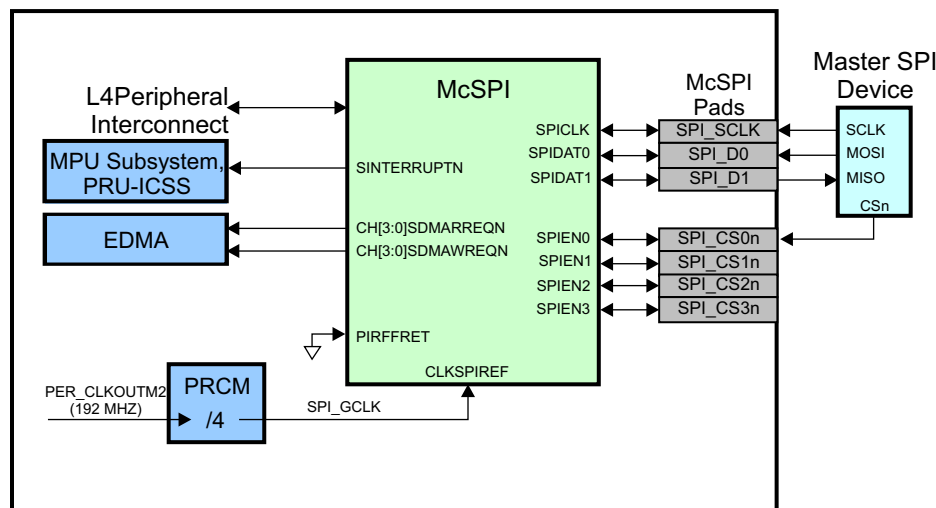 McSPI
McSPI
Pads
Master SPI
Device
L4Peripheral
Interconnect
MPU Subsystem,
PRU-ICSS
EDMA
SINTERRUPTN
CH[3:0]SDMARREQN
CH[3:0]SDMAWREQN
PIRFFRET
CLKSPIREF
SPICLK
SPIDAT0
SPIDAT1
SPIEN0
SPIEN1
SPIEN2
SPIEN3
SPI_SCLK
SPI_D0
SPI_D1
SPI_CS0n
SPI_CS1n
SPI_CS2n
SPI_CS3n
SCLK
MOSI
MISO
CSn
PER_CLKOUTM2
(192 MHZ)
PRCM
/4
SPI_GCLK